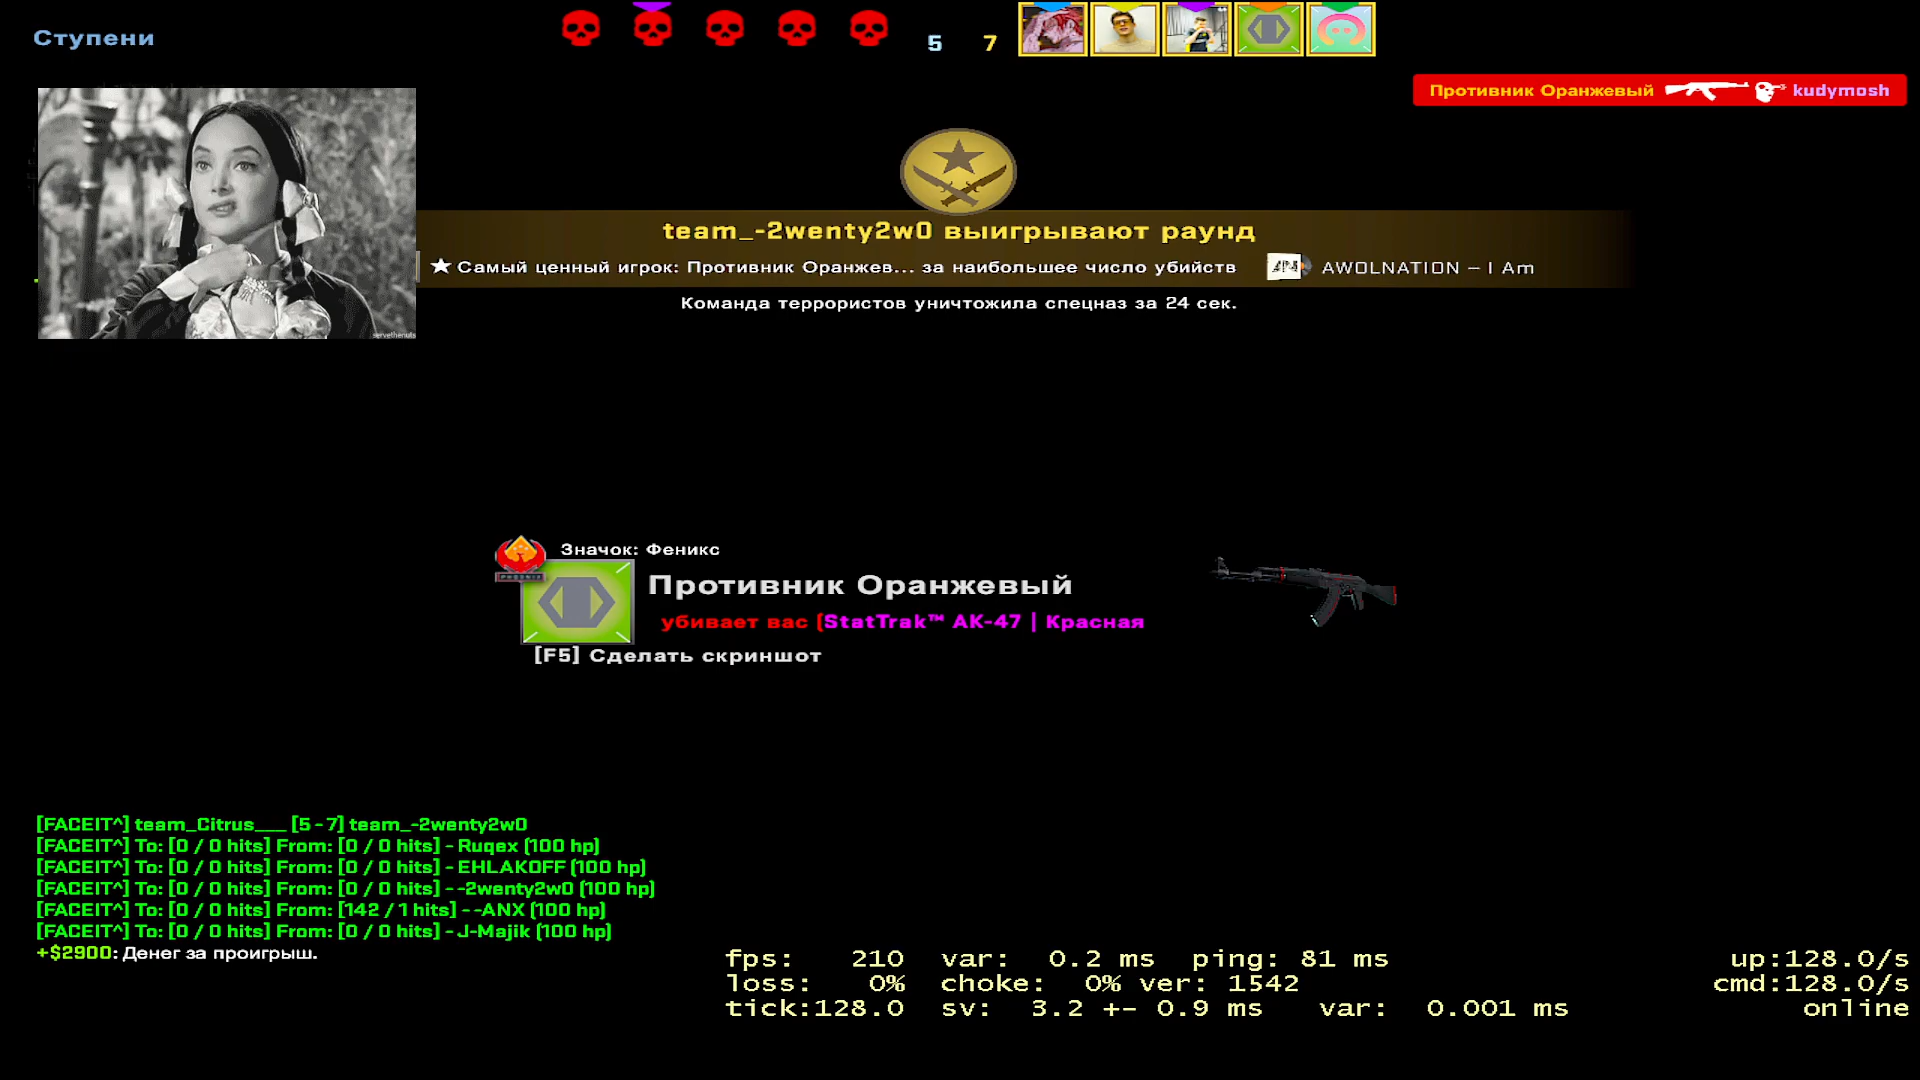 Ступени
5 7
Противник Оранжевый kudymosh
team_-2wenty2w0 выигрывают раунд
★ Самый ценный игрок: Противник Оранжев... за наибольшее число убийств AWOLNATION – I Am
Команда террористов уничтожила спецназ за 24 сек.
servethenuts
Значок: Феникс
PHOENIX
Противник Оранжевый
убивает вас (StatTrak™ AK-47 | Красная
[F5] Сделать скриншот
[FACEIT^] team_Citrus___ [5 - 7] team_-2wenty2w0
[FACEIT^] To: [0 / 0 hits] From: [0 / 0 hits] - Ruqex (100 hp)
[FACEIT^] To: [0 / 0 hits] From: [0 / 0 hits] - EHLAKOFF (100 hp)
[FACEIT^] To: [0 / 0 hits] From: [0 / 0 hits] - -2wenty2w0 (100 hp)
[FACEIT^] To: [0 / 0 hits] From: [142 / 1 hits] - -ANX (100 hp)
[FACEIT^] To: [0 / 0 hits] From: [0 / 0 hits] - J-Majik (100 hp)
+$2900: Денег за проигрыш.
fps: 210 var: 0.2 ms ping: 81 ms up:128.0/s
loss: 0% choke: 0% ver: 1542 cmd:128.0/s
tick:128.0 sv: 3.2 +- 0.9 ms var: 0.001 ms online